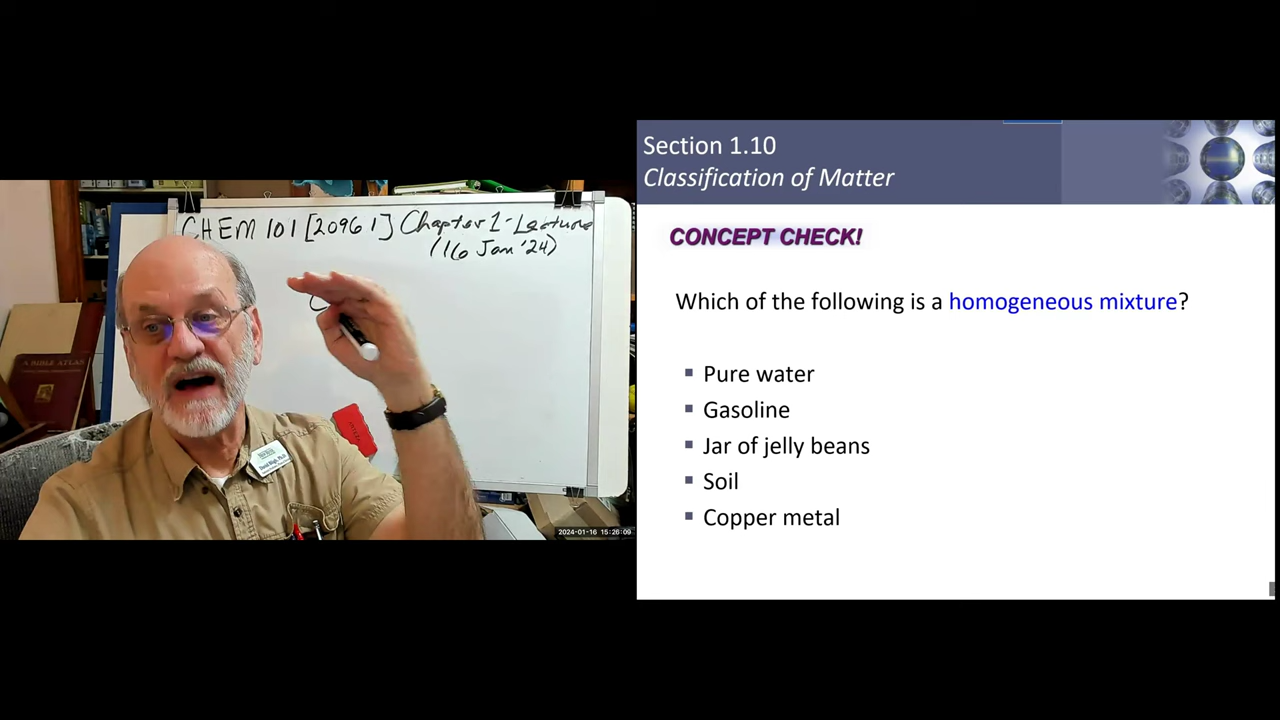 CHEM 101 [20961] Chapter 1 - Lecture
(16 Jan '24)
A BIBLE ATLAS
2024-01-16 15:26:09
Section 1.10
Classification of Matter
CONCEPT CHECK!
Which of the following is a homogeneous mixture?
▪ Pure water
▪ Gasoline
▪ Jar of jelly beans
▪ Soil
▪ Copper metal